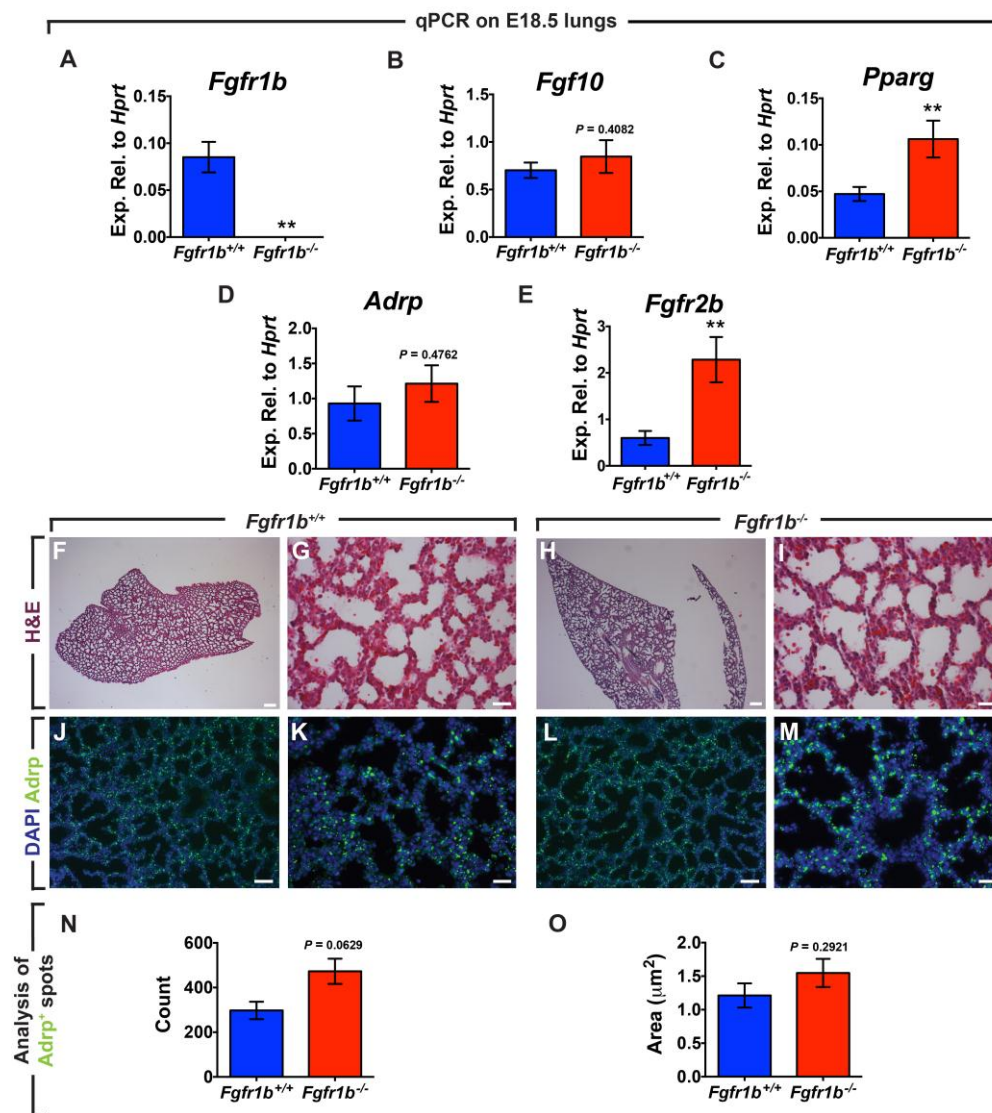 qPCR on E18.5 lungs
A
Fgfr1b
Exp. Rel. to Hprt
0.15
0.10
0.05
0.00
**
Fgfr1b+/+ Fgfr1b-/-
B
Fgf10
Exp. Rel. to Hprt
1.5
1.0
0.5
0.0
P = 0.4082
Fgfr1b+/+ Fgfr1b-/-
C
Pparg
Exp. Rel. to Hprt
0.15
0.10
0.05
0.00
**
Fgfr1b+/+ Fgfr1b-/-
D
Adrp
Exp. Rel. to Hprt
2.0
1.5
1.0
0.5
0.0
P = 0.4762
Fgfr1b+/+ Fgfr1b-/-
E
Fgfr2b
Exp. Rel. to Hprt
3
2
1
0
**
Fgfr1b+/+ Fgfr1b-/-
Fgfr1b+/+
Fgfr1b-/-
H&E
F
G
H
I
DAPI Adrp
J
K
L
M
Analysis of
Adrp+ spots
N
Count
600
400
200
0
P = 0.0629
Fgfr1b+/+ Fgfr1b-/-
O
Area (μm2)
2.0
1.5
1.0
0.5
0.0
P = 0.2921
Fgfr1b+/+ Fgfr1b-/-